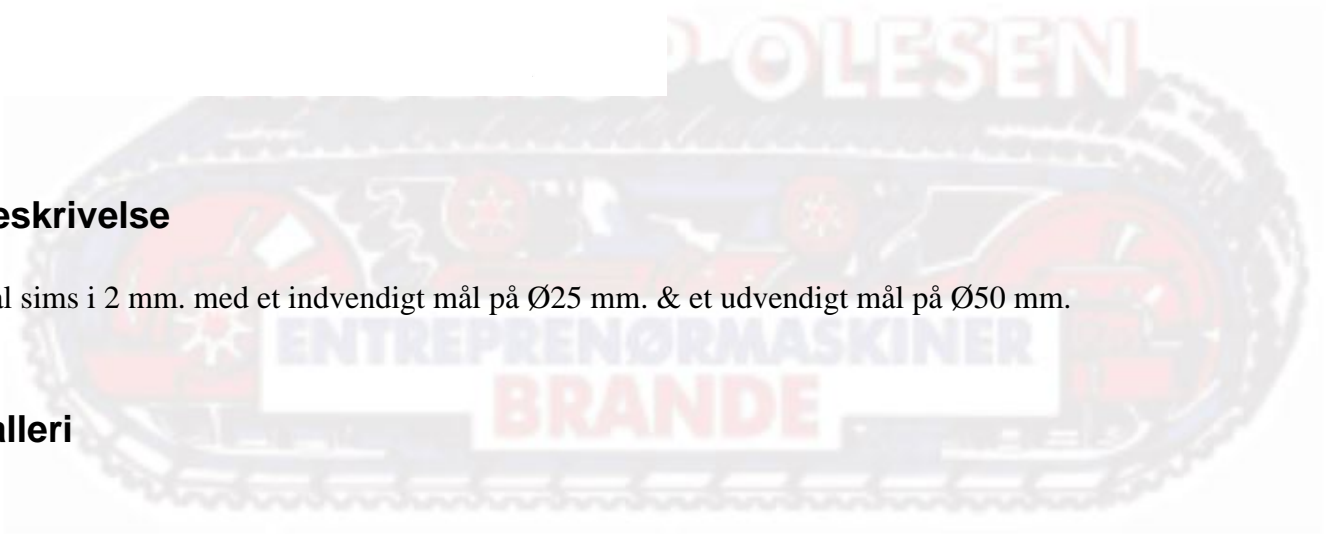 P OLESEN
eskrivelse
al sims i 2 mm. med et indvendigt mål på Ø25 mm. & et udvendigt mål på Ø50 mm.
ENTREPRENØRMASKINER
BRANDE
alleri